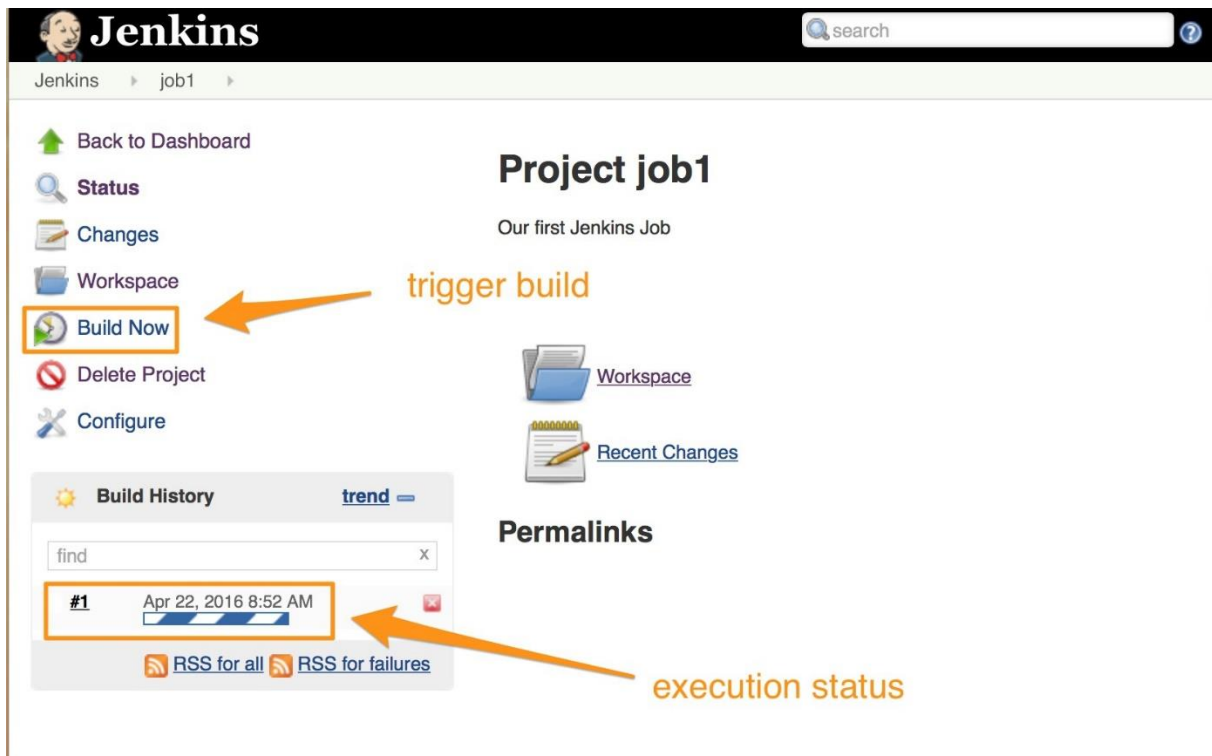 Jenkins
search
Jenkins job1
Back to Dashboard
Status
Changes
Workspace
Build Now
Delete Project
Configure
Project job1
Our first Jenkins Job
trigger build
Workspace
Recent Changes
Permalinks
Build History trend
find x
#1 Apr 22, 2016 8:52 AM
RSS for all RSS for failures
execution status